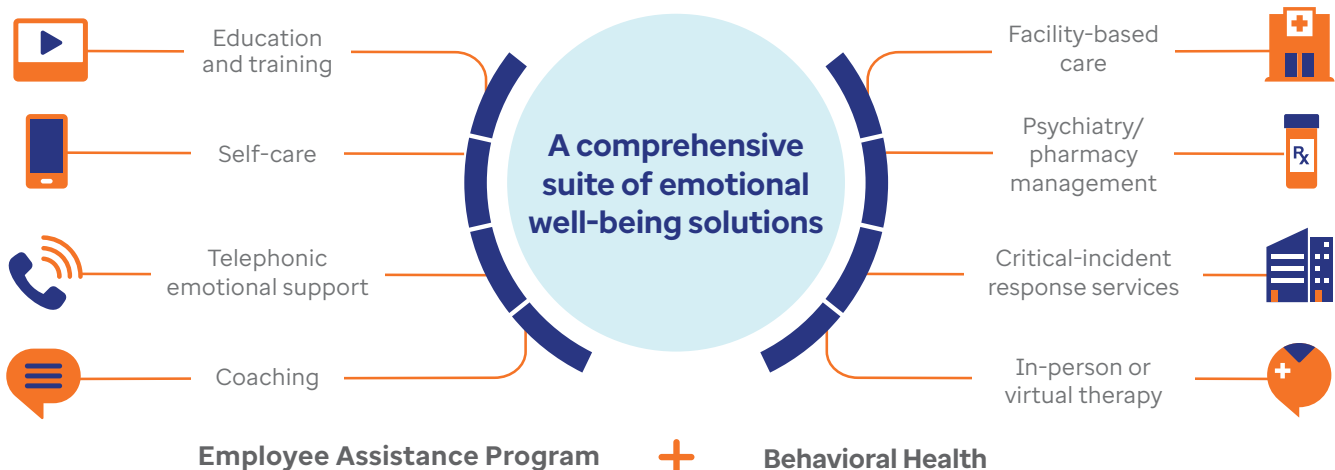 Education
and training
Self-care
Telephonic
emotional support
Coaching
A comprehensive
suite of emotional
well-being solutions
Facility-based
care
Psychiatry/
pharmacy
management
Rx
Critical-incident
response services
In-person or
virtual therapy
Employee Assistance Program + Behavioral Health